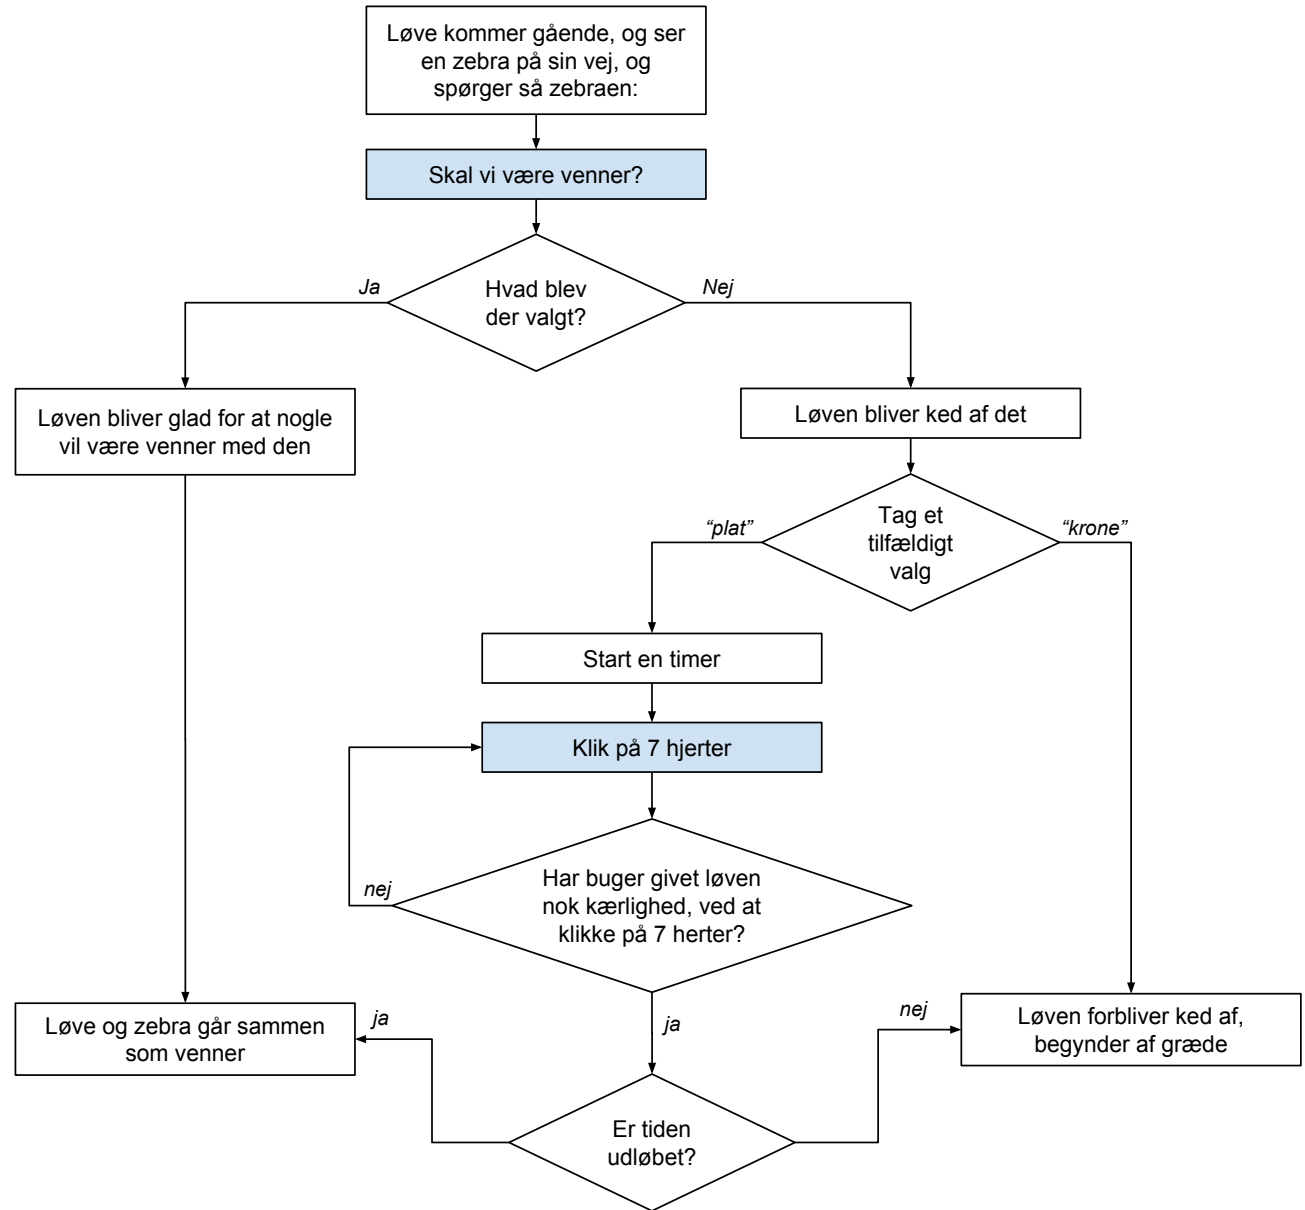 Løve kommer gående, og ser
en zebra på sin vej, og
spørger så zebraen:
Skal vi være venner?
Hvad blev
der valgt?
Ja
Nej
Løven bliver glad for at nogle
vil være venner med den
Løven bliver ked af det
Tag et
tilfældigt
valg
“plat”
“krone”
Start en timer
Klik på 7 hjerter
Har buger givet løven
nok kærlighed, ved at
klikke på 7 herter?
nej
ja
Løve og zebra går sammen
som venner
ja
nej
Løven forbliver ked af,
begynder af græde
Er tiden
udløbet?